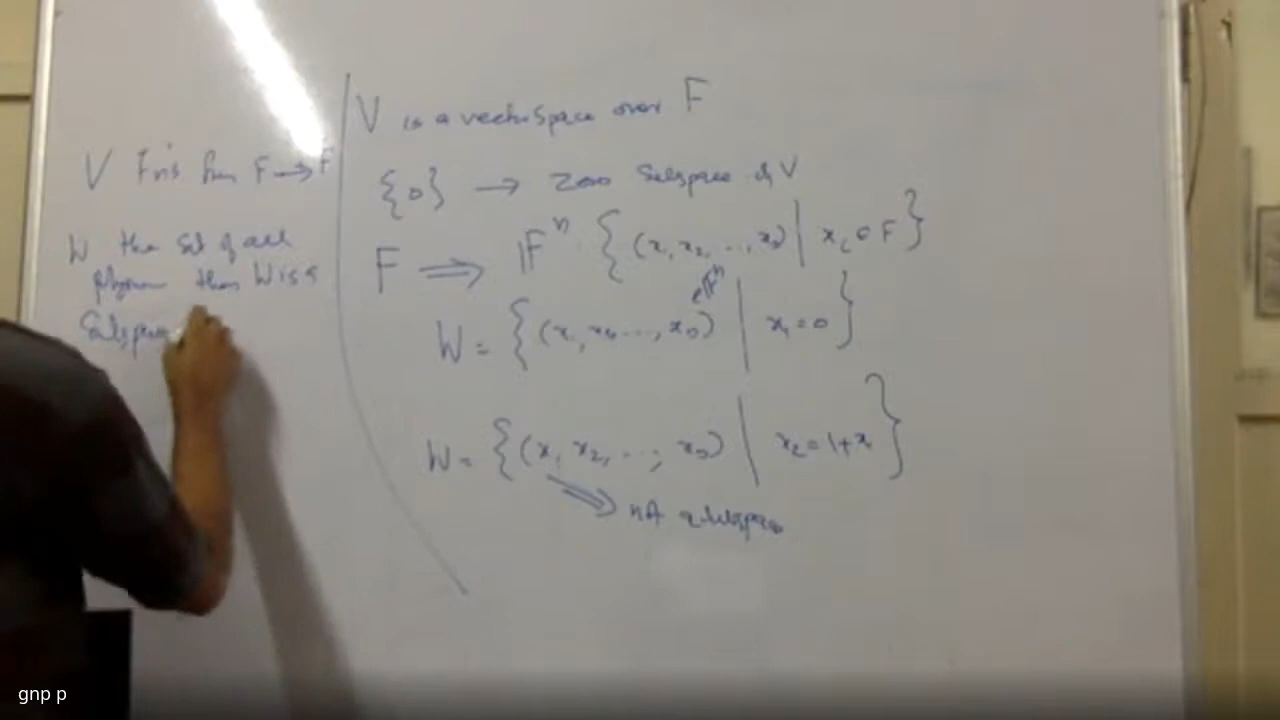 V is a vector space over F
{0} → Zero Subspace of V
F ⟹ F^n {(x₁, x₂, ..., xₙ) | xᵢ ∈ F}
W = {(x₁, x₂, ..., xₙ) ∈ F^n | x₁ = 0}
W = {(x₁, x₂, ..., xₙ) | x₂ = 1 + x₁}
⟹ not a subspace
V Fn's from F → F
W the set of all
then W is a
Subspace
gnp p